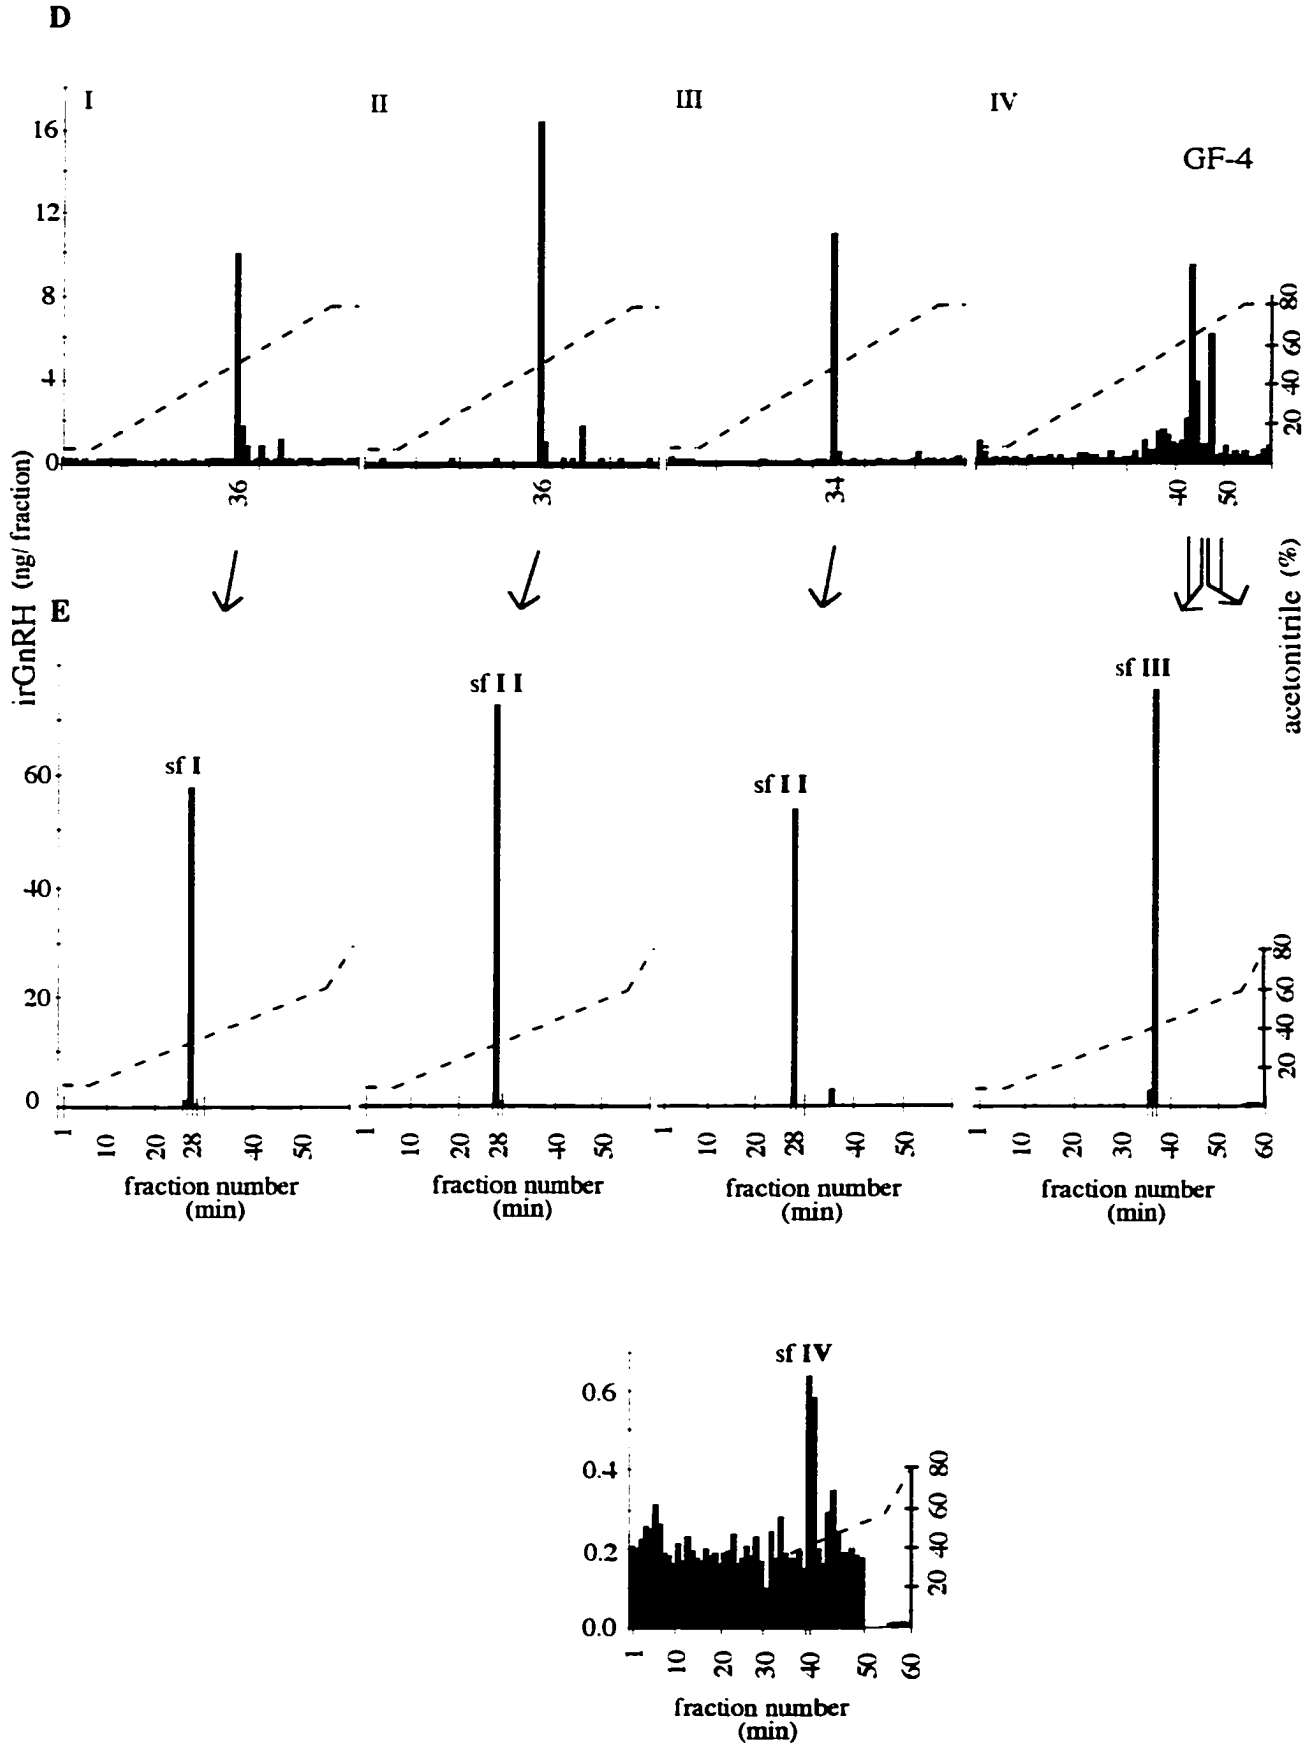 D
I II III IV
GF-4
16
12
8
4
0
80
60
40
20
36 36 34 40 50
irGnRH (ng/ fraction)
acetonitrile (%)
E
sf I sf I I sf I I sf III
60
40
20
0
80
60
40
20
1 10 20 28 40 50 1 10 20 28 40 50 10 20 28 40 50 1 10 20 30 40 50 60
fraction number fraction number fraction number fraction number
(min) (min) (min) (min)
sf IV
0.6
0.4
0.2
0.0
80
60
40
20
1 10 20 30 40 50 60
fraction number
(min)